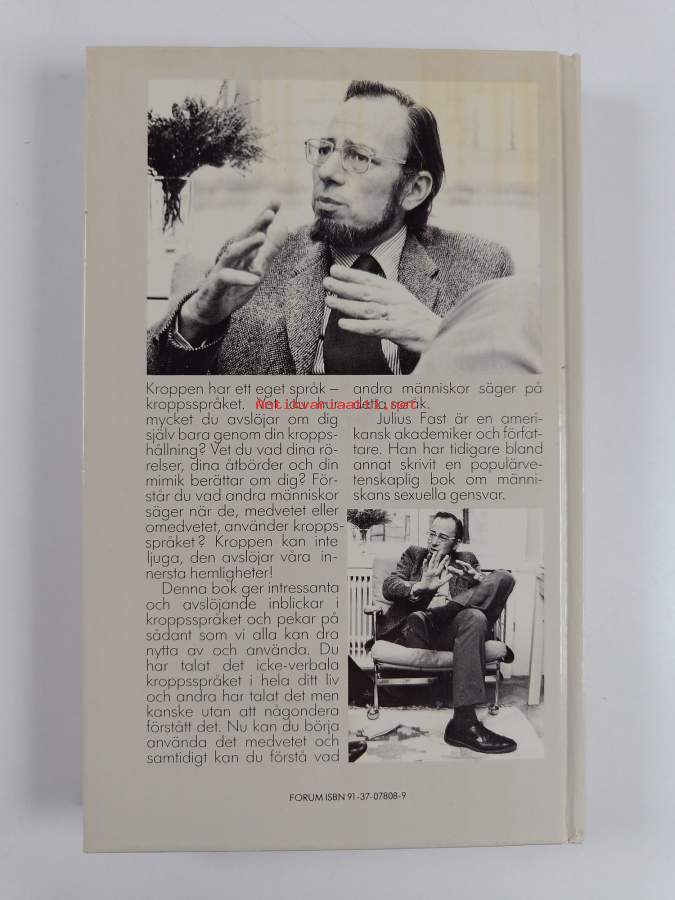 Kroppen har ett eget språk –
kroppsspråket. Vet du hur
mycket du avslöjar om dig
själv bara genom din kropps-
hållning? Vet du vad dina rö-
relser, dina åtbörder och din
mimik berättar om dig? För-
står du vad andra människor
säger när de, medvetet eller
omedvetet, använder kropps-
språket? Kroppen kan inte
ljuga, den avslöjar våra in-
nersta hemligheter!
Denna bok ger intressanta
och avslöjande inblickar i
kroppsspråket och pekar på
sådant som vi alla kan dra
nytta av och använda. Du
har talat det icke-verbala
kroppsspråket i hela ditt liv
och andra har talat det men
kanske utan att någondera
förstått det. Nu kan du börja
använda det medvetet och
samtidigt kan du förstå vad
andra människor säger på
detta språk.
Julius Fast är en ameri-
kansk akademiker och förfat-
tare. Han har tidigare bland
annat skrivit en populärve-
tenskaplig bok om männi-
skans sexuella gensvar.
FORUM ISBN 91-37-07808-9